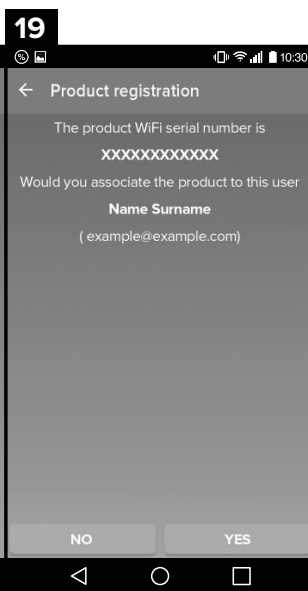 19
10:30
Product registration
The product WiFi serial number is
XXXXXXXXXXXX
Would you associate the product to this user
Name Surname
( example@example.com)
NO YES